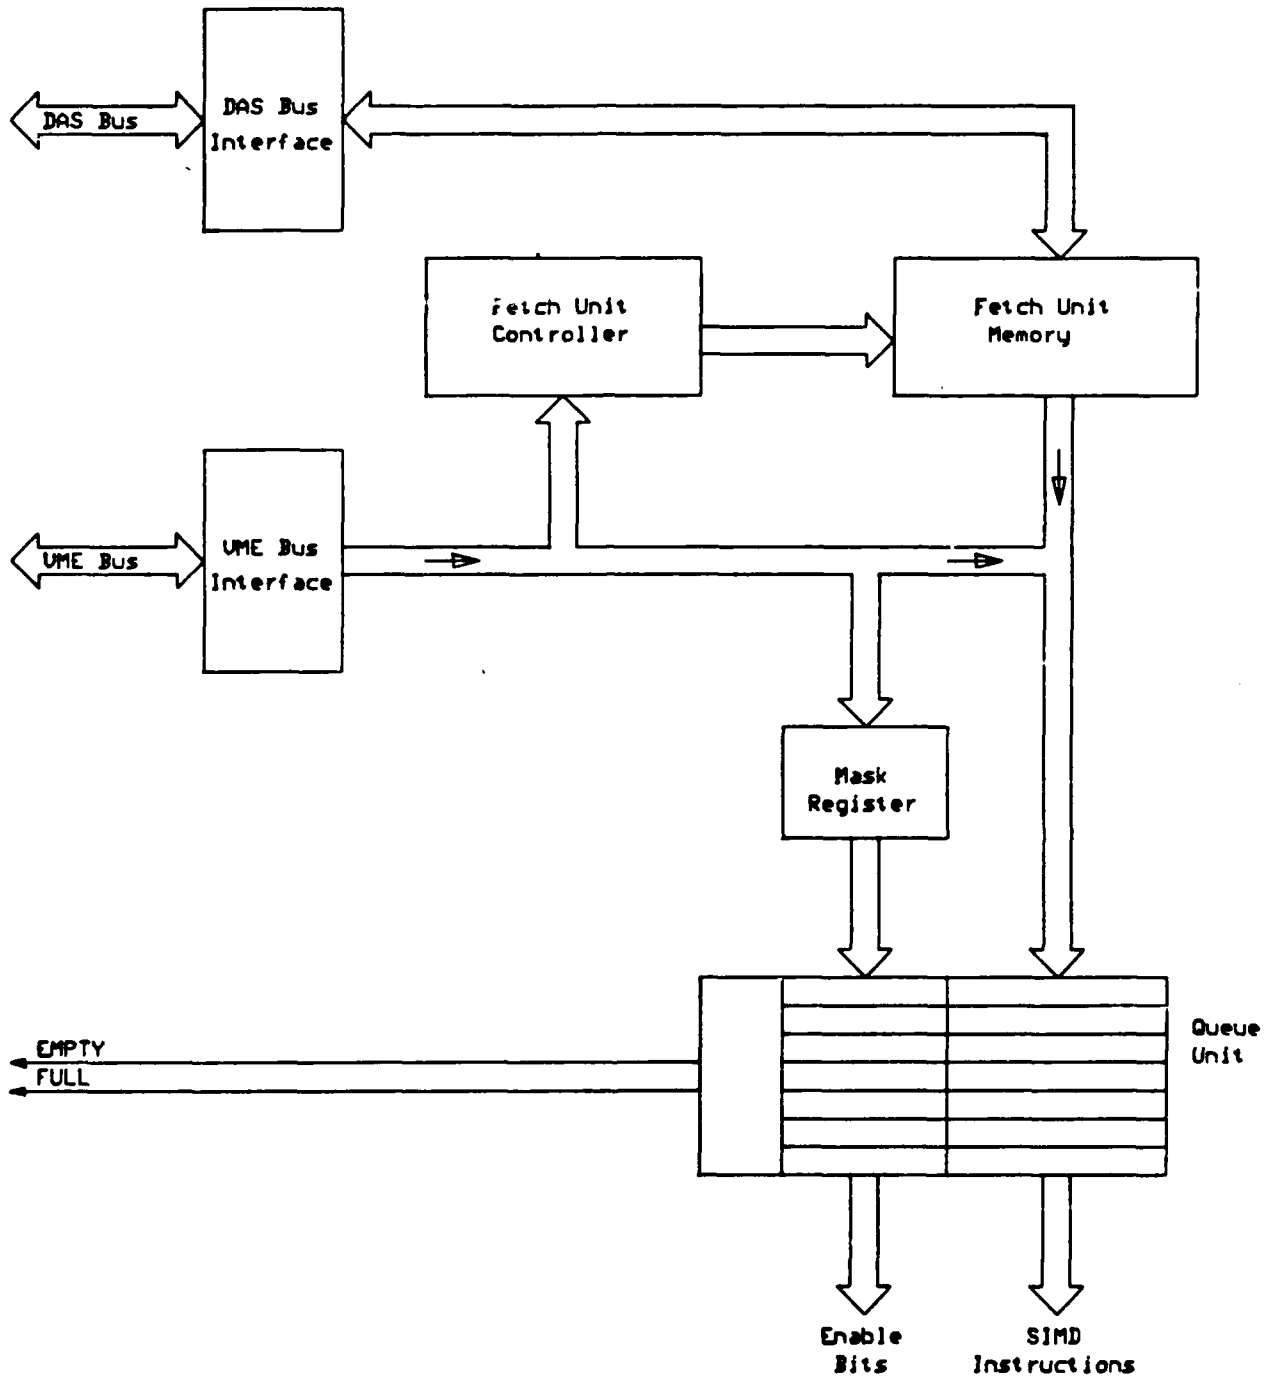 DAS Bus
DAS Bus
Interface
Fetch Unit
Controller
Fetch Unit
Memory
VME Bus
VME Bus
Interface
Mask
Register
EMPTY
FULL
Queue
Unit
Enable
Bits
SIMD
Instructions